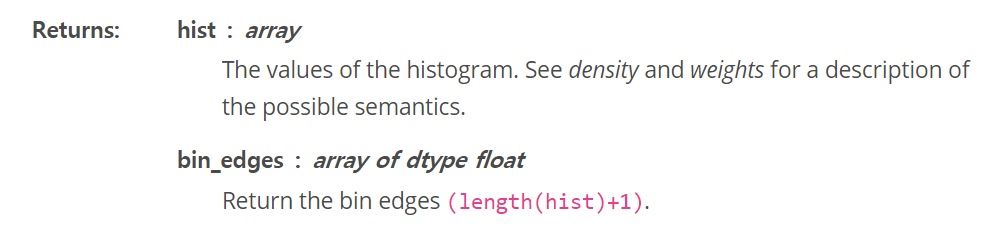 Returns: hist : array
The values of the histogram. See density and weights for a description of
the possible semantics.
bin_edges : array of dtype float
Return the bin edges (length(hist)+1).